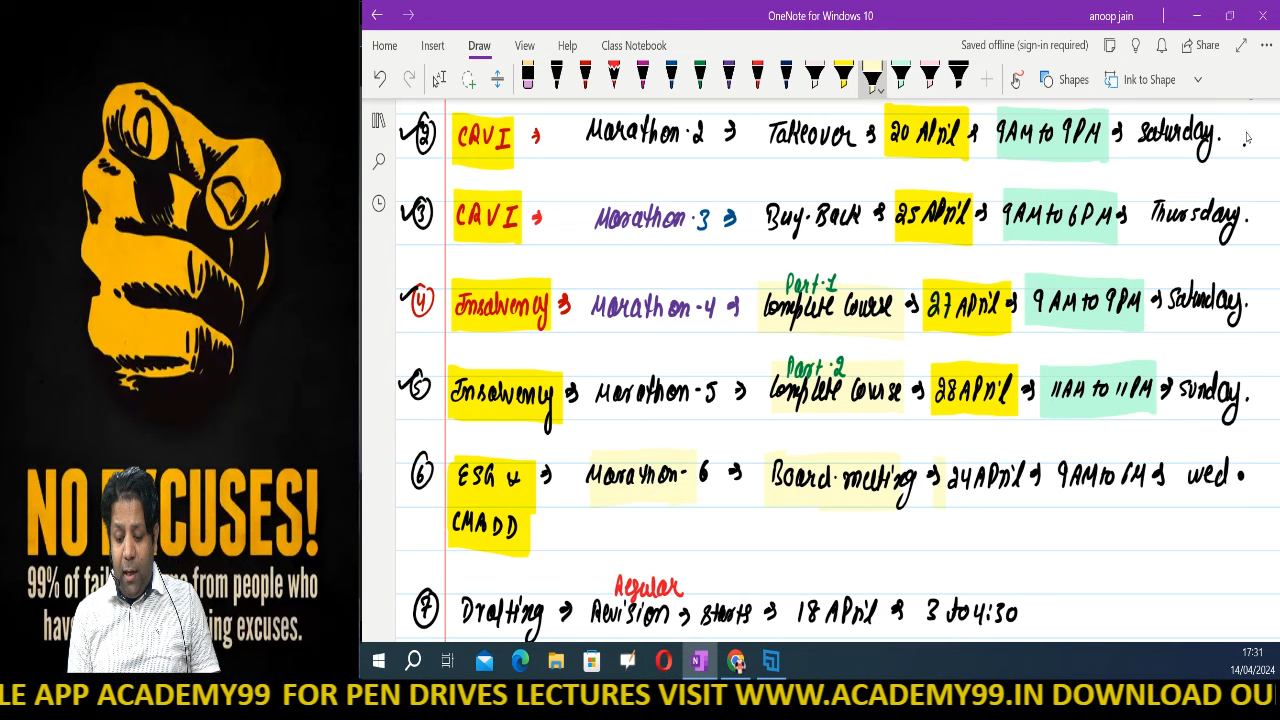 OneNote for Windows 10
anoop jain
Home Insert Draw View Help Class Notebook
Saved offline (sign-in required)
Share
Shapes
Ink to Shape
② CRVI → Marathon-2 → Takeover → 20 April → 9AM to 9PM → Saturday.
③ CRVI → Marathon-3 → Buy-Back → 25 April → 9AM to 6PM → Thursday.
Part-1
④ Insolvency → Marathon-4 → Complete Course → 27 April → 9 AM to 9PM → Saturday.
Part-2
⑤ Insolvency → Marathon-5 → Complete Course → 28 April → 11AM to 11PM → Sunday.
⑥ ESG & → Marathon-6 → Board-meeting → 24 April → 9AM to → wed.
CMADD
Regular
⑦ Drafting → Revision → starts → 18 April → 3 to 4:30
NO EXCUSES!
99% of from people who
excuses.
17:31
14/04/2024
LE APP ACADEMY99 FOR PEN DRIVES LECTURES VISIT WWW.ACADEMY99.IN DOWNLOAD OU